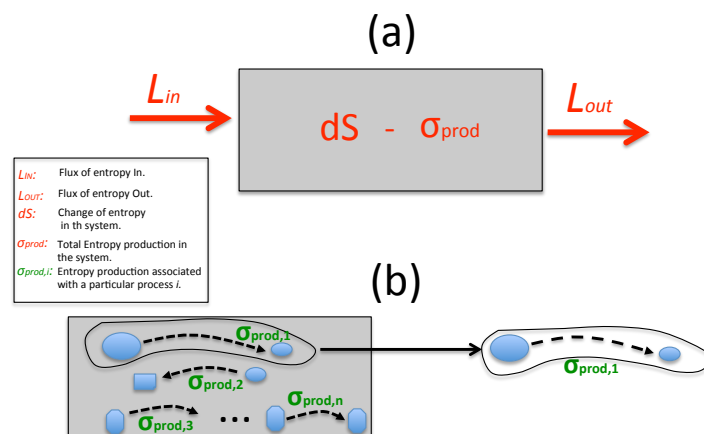 (a)
Lin
Lout
dS - σprod
LIN: Flux of entropy In.
LOUT: Flux of entropy Out.
dS: Change of entropy
in th system.
σprod: Total Entropy production in
the system.
σprod,i: Entropy production associated
with a particular process i.
(b)
σprod,1
σprod,1
σprod,2
σprod,n
σprod,3
...